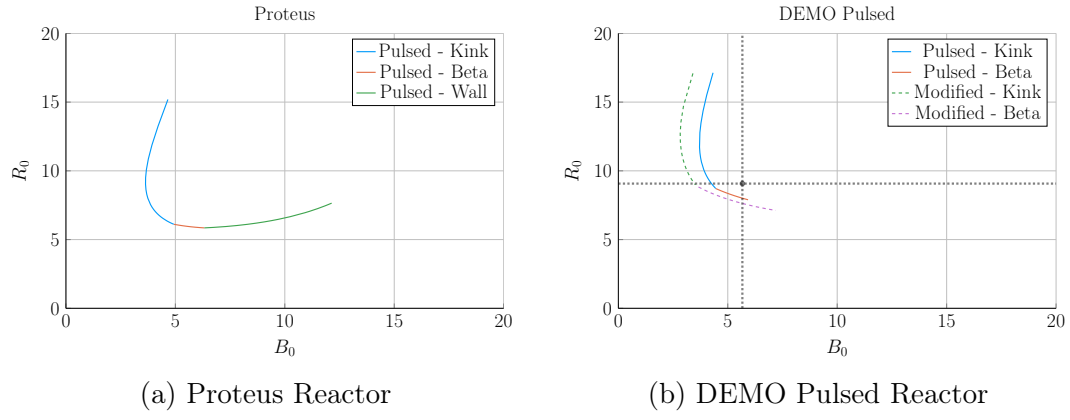 Proteus
20
15
10
5
0
R₀
0 5 10 15 20
B₀
Pulsed - Kink
Pulsed - Beta
Pulsed - Wall
(a) Proteus Reactor
DEMO Pulsed
20
15
10
5
0
R₀
0 5 10 15 20
B₀
Pulsed - Kink
Pulsed - Beta
Modified - Kink
Modified - Beta
(b) DEMO Pulsed Reactor